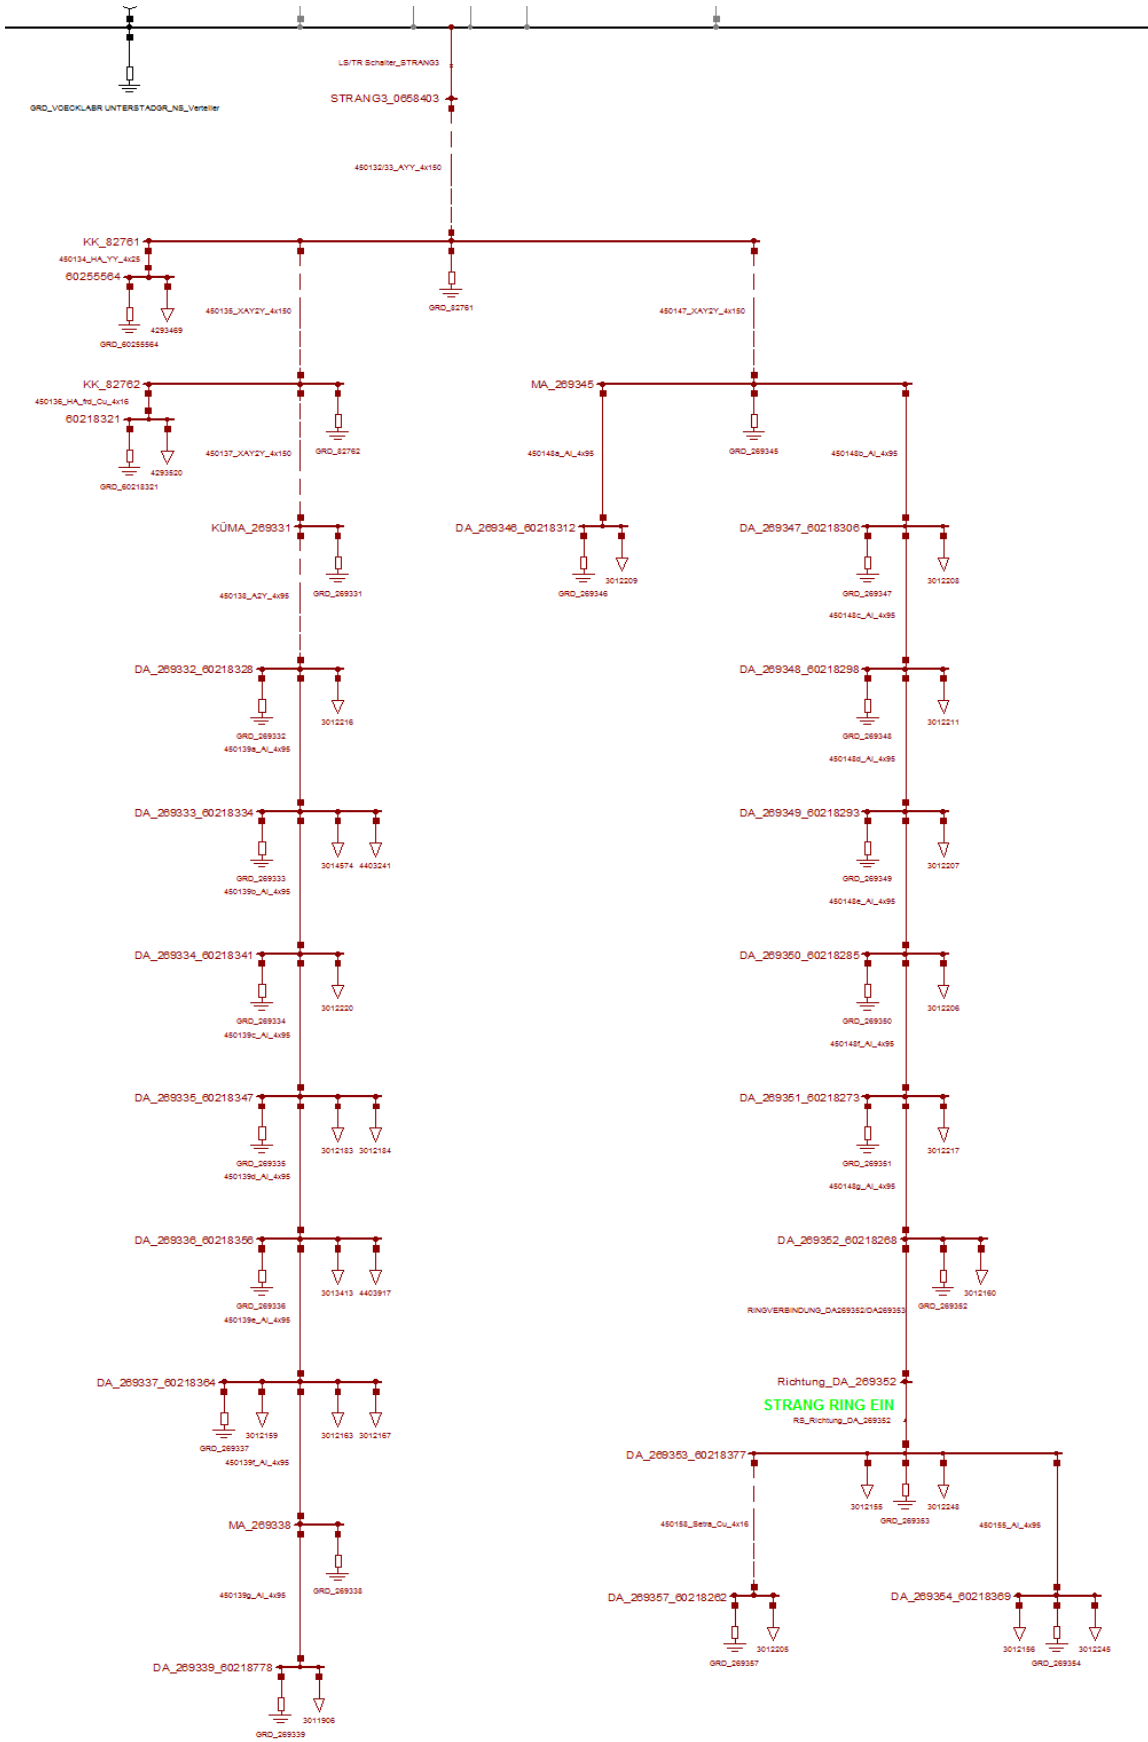 GRD_VOECKLABR UNTERSTADGR_NS_Verteiler
LS/TR Schalter_STRANG3
STRANG3_0658403
450132/33_AYY_4x150
KK_82761
450134_HA_YY_4x25
60255564
GRD_60255564
4293469
450135_XAY2Y_4x150
GRD_82761
450147_XAY2Y_4x150
KK_82762
450136_HA_frd_Cu_4x16
60218321
GRD_60218321
4293520
450137_XAY2Y_4x150
GRD_82762
MA_269345
450148a_Al_4x95
GRD_269345
450148b_Al_4x95
KÜMA_269331
GRD_269331
450138_A2Y_4x95
DA_269346_60218312
GRD_269346
3012209
DA_269347_60218306
GRD_269347
3012208
450148c_Al_4x95
DA_269332_60218328
GRD_269332
3012216
450139a_Al_4x95
DA_269348_60218298
GRD_269348
3012211
450148d_Al_4x95
DA_269333_60218334
GRD_269333
3014574 4403241
450139b_Al_4x95
DA_269349_60218293
GRD_269349
3012207
450148e_Al_4x95
DA_269334_60218341
GRD_269334
3012220
450139c_Al_4x95
DA_269350_60218285
GRD_269350
3012206
450148f_Al_4x95
DA_269335_60218347
GRD_269335
3012183 3012184
450139d_Al_4x95
DA_269351_60218273
GRD_269351
3012217
450148g_Al_4x95
DA_269336_60218356
GRD_269336
3013413 4403917
450139e_Al_4x95
DA_269352_60218268
GRD_269352
3012160
RINGVERBINDUNG_DA269352/DA269353
DA_269337_60218364
GRD_269337
3012159
3012163 3012167
450139f_Al_4x95
Richtung_DA_269352
STRANG RING EIN
RS_Richtung_DA_269352
DA_269353_60218377
3012155
GRD_269353
3012248
450158_Setra_Cu_4x16
450155_Al_4x95
MA_269338
GRD_269338
450139g_Al_4x95
DA_269357_60218262
GRD_269357
3012205
DA_269354_60218369
3012156
GRD_269354
3012245
DA_269339_60218778
GRD_269339
3011906